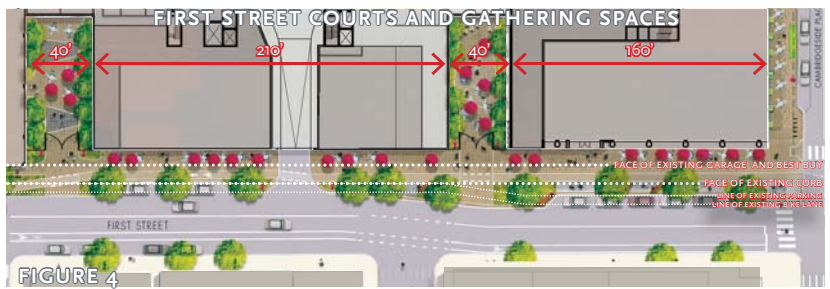 FIRST STREET COURTS AND GATHERING SPACES
40' 210' 40' 160'
CAMBRIDGESIDE PLAC
FACE OF EXISTING GARAGE AND BEST BUY
FACE OF EXISTING CURB
LINE OF EXISTING PARKING
LINE OF EXISTING BIKE LANE
FIRST STREET
FIGURE 4